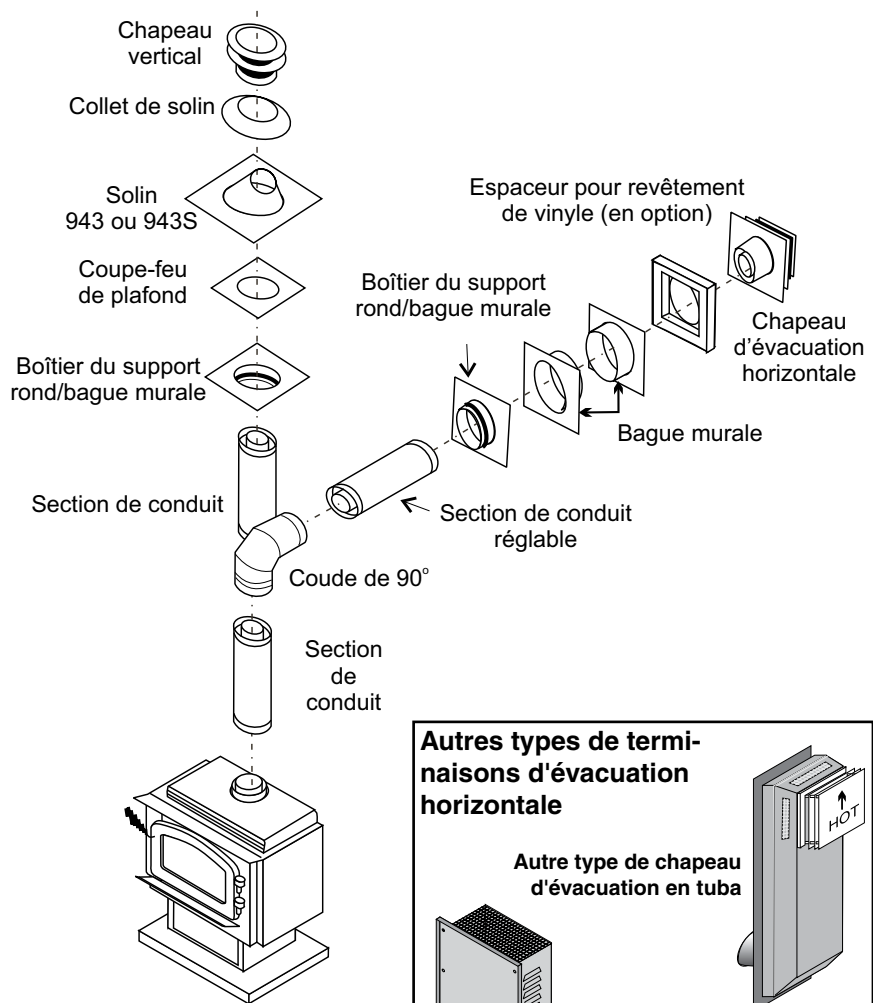 Chapeau
vertical
Collet de solin
Solin
943 ou 943S
Coupe-feu
de plafond
Boîtier du support
rond/bague murale
Section de conduit
Espaceur pour revêtement
de vinyle (en option)
Boîtier du support
rond/bague murale
Chapeau
d'évacuation
horizontale
Bague murale
Section de conduit
réglable
Coude de 90°
Section
de
conduit
Autres types de termi-
naisons d'évacuation
horizontale
HOT
Autre type de chapeau
d'évacuation en tuba